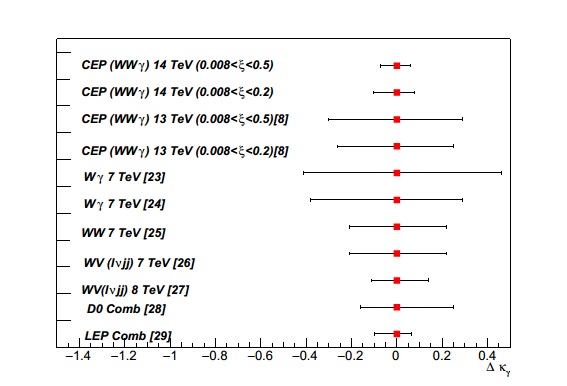 CEP (WWγ) 14 TeV (0.008<ξ<0.5)
CEP (WWγ) 14 TeV (0.008<ξ<0.2)
CEP (WWγ) 13 TeV (0.008<ξ<0.5)[8]
CEP (WWγ) 13 TeV (0.008<ξ<0.2)[8]
Wγ 7 TeV [23]
Wγ 7 TeV [24]
WW 7 TeV [25]
WV (lνjj) 7 TeV [26]
WV(lνjj) 8 TeV [27]
D0 Comb [28]
LEP Comb [29]
−1.4 −1.2 −1 −0.8 −0.6 −0.4 −0.2 0 0.2 0.4
Δ κγ